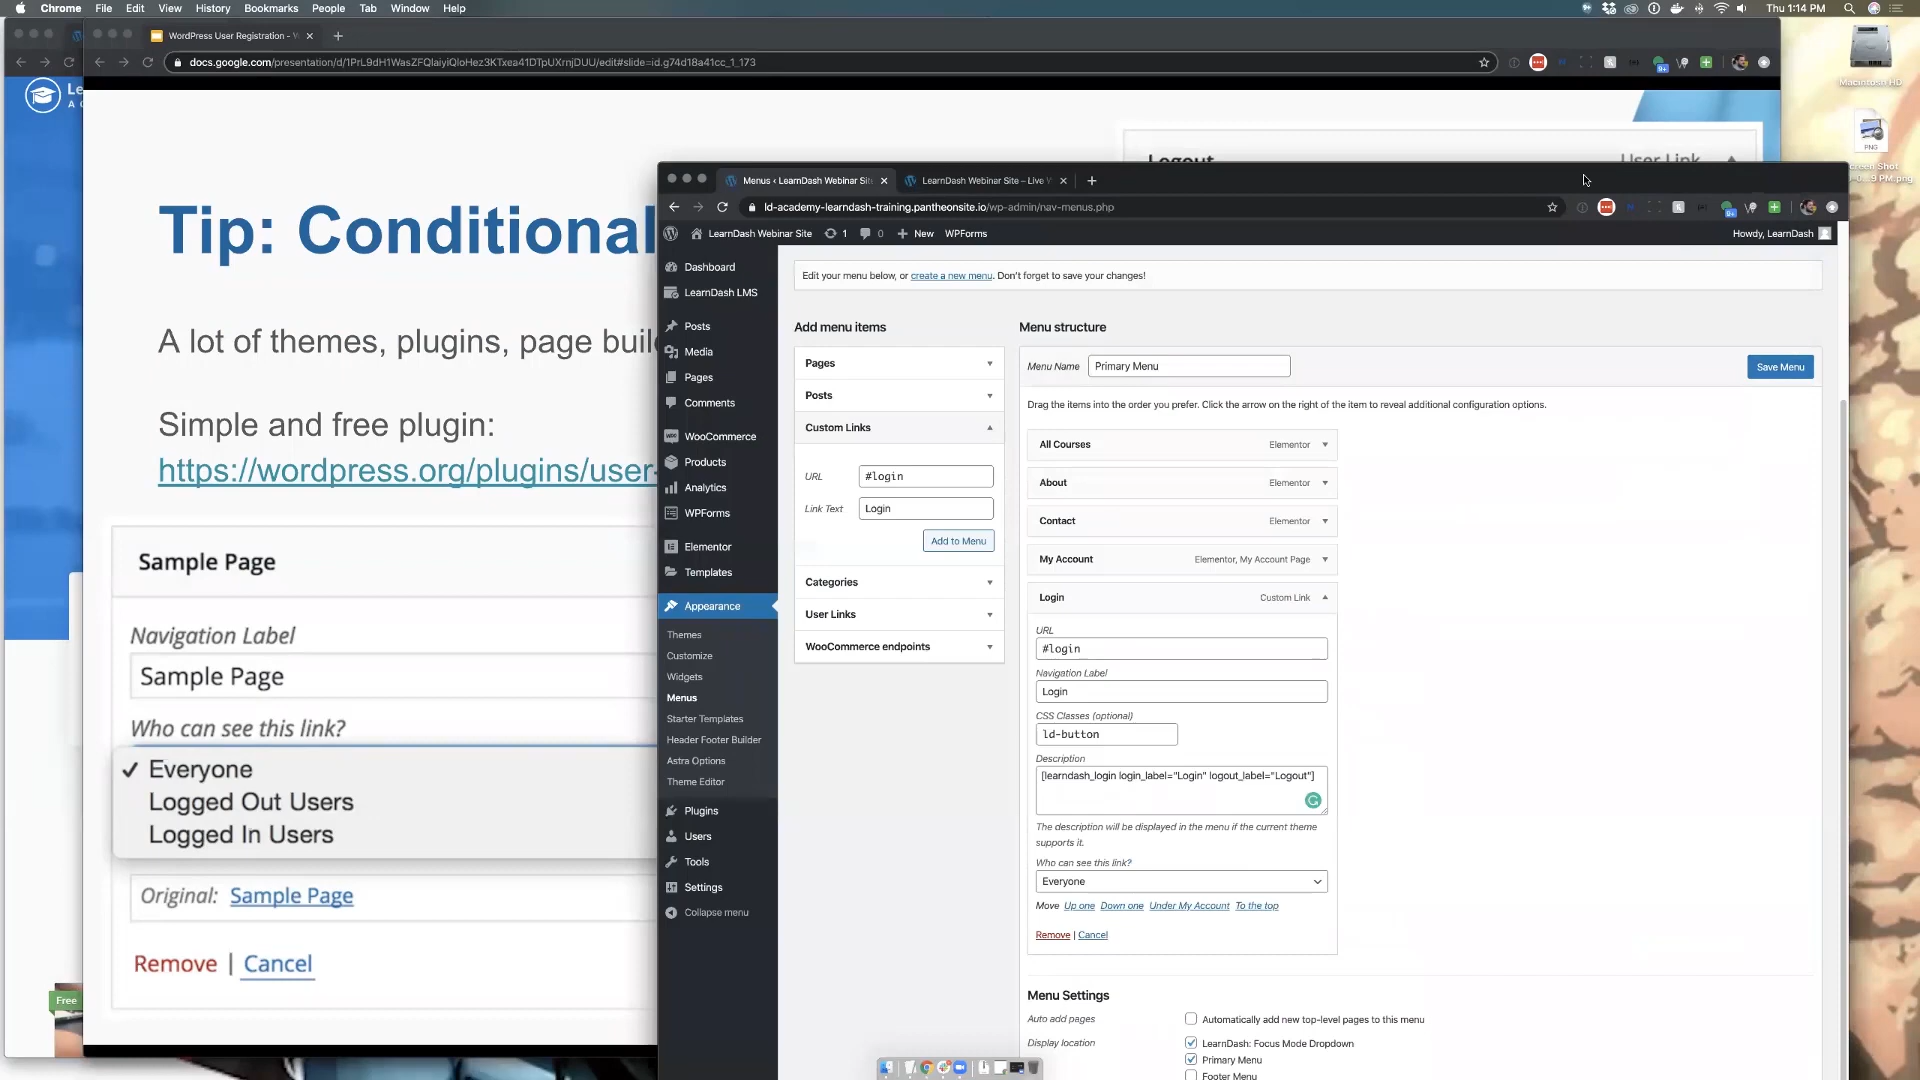 Chrome File Edit View History Bookmarks People Tab Window Help
Thu 1:14 PM
WordPress User Registration -
docs.google.com/presentation/d/1PrL9dH1WasZFQlaiyiQloHez3KTxea41DTpUXrnjDUU/edit#slide=id.g74d18a41cc_1_173
Macintosh HD
PNG
Le
Logout User Link
Tip: Conditional
A lot of themes, plugins, page buil
Simple and free plugin:
https://wordpress.org/plugins/user-
Sample Page
Navigation Label
Sample Page
Who can see this link?
✓ Everyone
Logged Out Users
Logged In Users
Original: Sample Page
Remove | Cancel
Free
Menus ‹ LearnDash Webinar Sit
LearnDash Webinar Site – Live
ld-academy-learndash-training.pantheonsite.io/wp-admin/nav-menus.php
LearnDash Webinar Site 1 0 New WPForms
Howdy, LearnDash
Dashboard
LearnDash LMS
Posts
Media
Pages
Comments
WooCommerce
Products
Analytics
WPForms
Elementor
Templates
Appearance
Themes
Customize
Widgets
Menus
Starter Templates
Header Footer Builder
Astra Options
Theme Editor
Plugins
Users
Tools
Settings
Collapse menu
Edit your menu below, or create a new menu. Don't forget to save your changes!
Add menu items
Pages
Posts
Custom Links
URL #login
Link Text Login
Add to Menu
Categories
User Links
WooCommerce endpoints
Menu structure
Menu Name Primary Menu
Save Menu
Drag the items into the order you prefer. Click the arrow on the right of the item to reveal additional configuration options.
All Courses Elementor
About Elementor
Contact Elementor
My Account Elementor, My Account Page
Login Custom Link
URL
#login
Navigation Label
Login
CSS Classes (optional)
ld-button
Description
[learndash_login login_label="Login" logout_label="Logout"]
The description will be displayed in the menu if the current theme
supports it.
Who can see this link?
Everyone
Move Up one Down one Under My Account To the top
Remove | Cancel
Menu Settings
Auto add pages
Automatically add new top-level pages to this menu
Display location
LearnDash: Focus Mode Dropdown
Primary Menu
Footer Menu